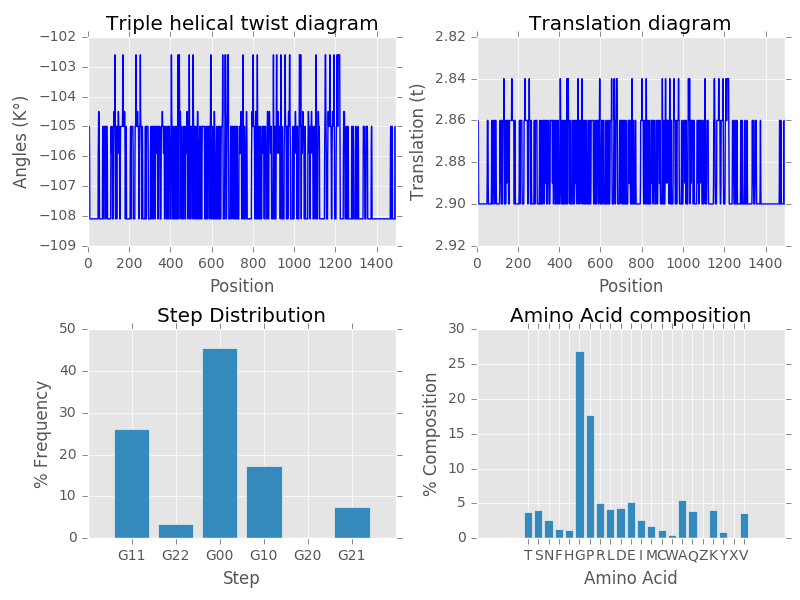 Triple helical twist diagram
Angles (K°)
−102
−103
−104
−105
−106
−107
−108
−109
0 200 400 600 800 1000 1200 1400
Position
Translation diagram
Translation (t)
2.82
2.84
2.86
2.88
2.90
2.92
0 200 400 600 800 1000 1200 1400
Position
Step Distribution
% Frequency
50
40
30
20
10
0
G11 G22 G00 G10 G20 G21
Step
Amino Acid composition
% Composition
30
25
20
15
10
5
0
T S N F H G P R L D E I M C W A Q Z K Y X V
Amino Acid